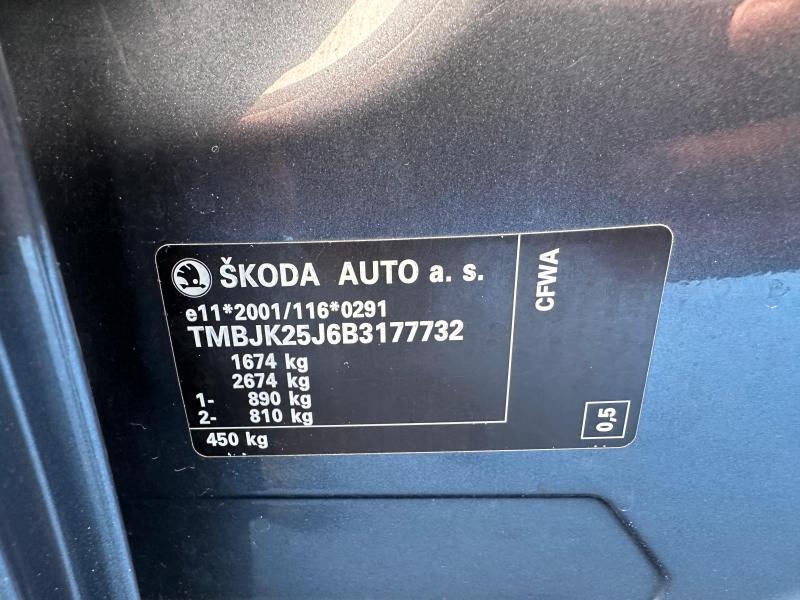 ŠKODA AUTO a. s.
e11*2001/116*0291
TMBJK25J6B3177732
1674 kg
2674 kg
1- 890 kg
2- 810 kg
450 kg
CFWA
0,5